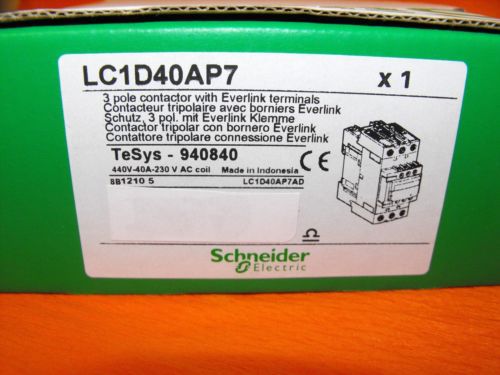 LC1D40AP7 x 1
3 pole contactor with Everlink terminals
Contacteur tripolaire avec borniers Everlink
Schutz, 3 pol. mit Everlink Klemme
Contactor tripolar con bornero Everlink
Contattore tripolare connessione Everlink
TeSys - 940840 CE
440V-40A-230 V AC coil Made in Indonesia
8B1210 5 LC1D40AP7AD
Schneider
Electric